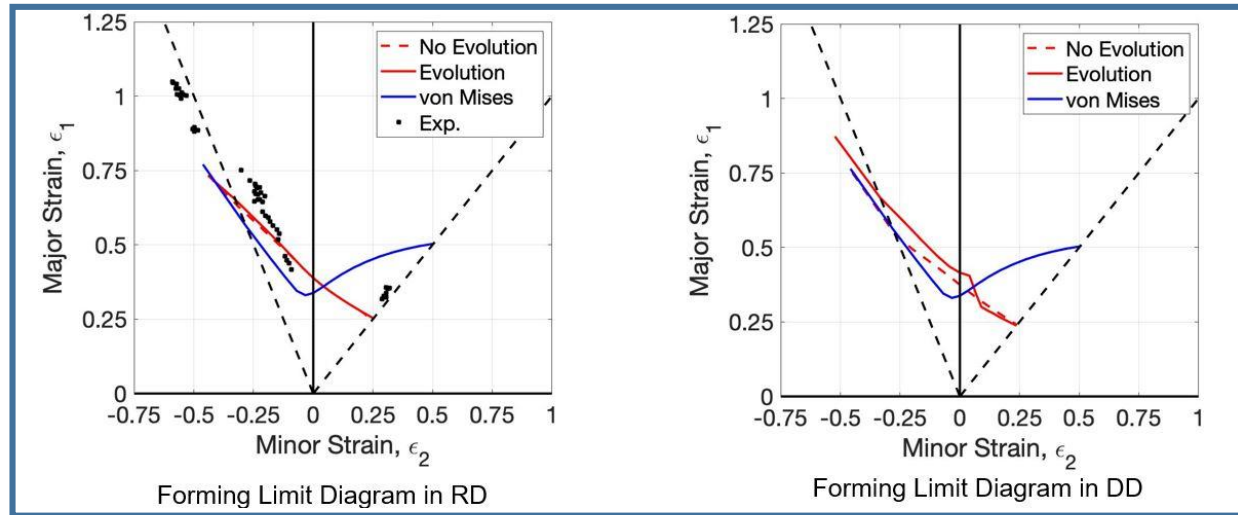 1.25
1
0.75
0.5
0.25
0
-0.75 -0.5 -0.25 0 0.25 0.5 0.75 1
Major Strain, ϵ1
Minor Strain, ϵ2
No Evolution
Evolution
von Mises
Exp.
Forming Limit Diagram in RD
1.25
1
0.75
0.5
0.25
0
-0.75 -0.5 -0.25 0 0.25 0.5 0.75 1
Major Strain, ϵ1
Minor Strain, ϵ2
No Evolution
Evolution
von Mises
Forming Limit Diagram in DD